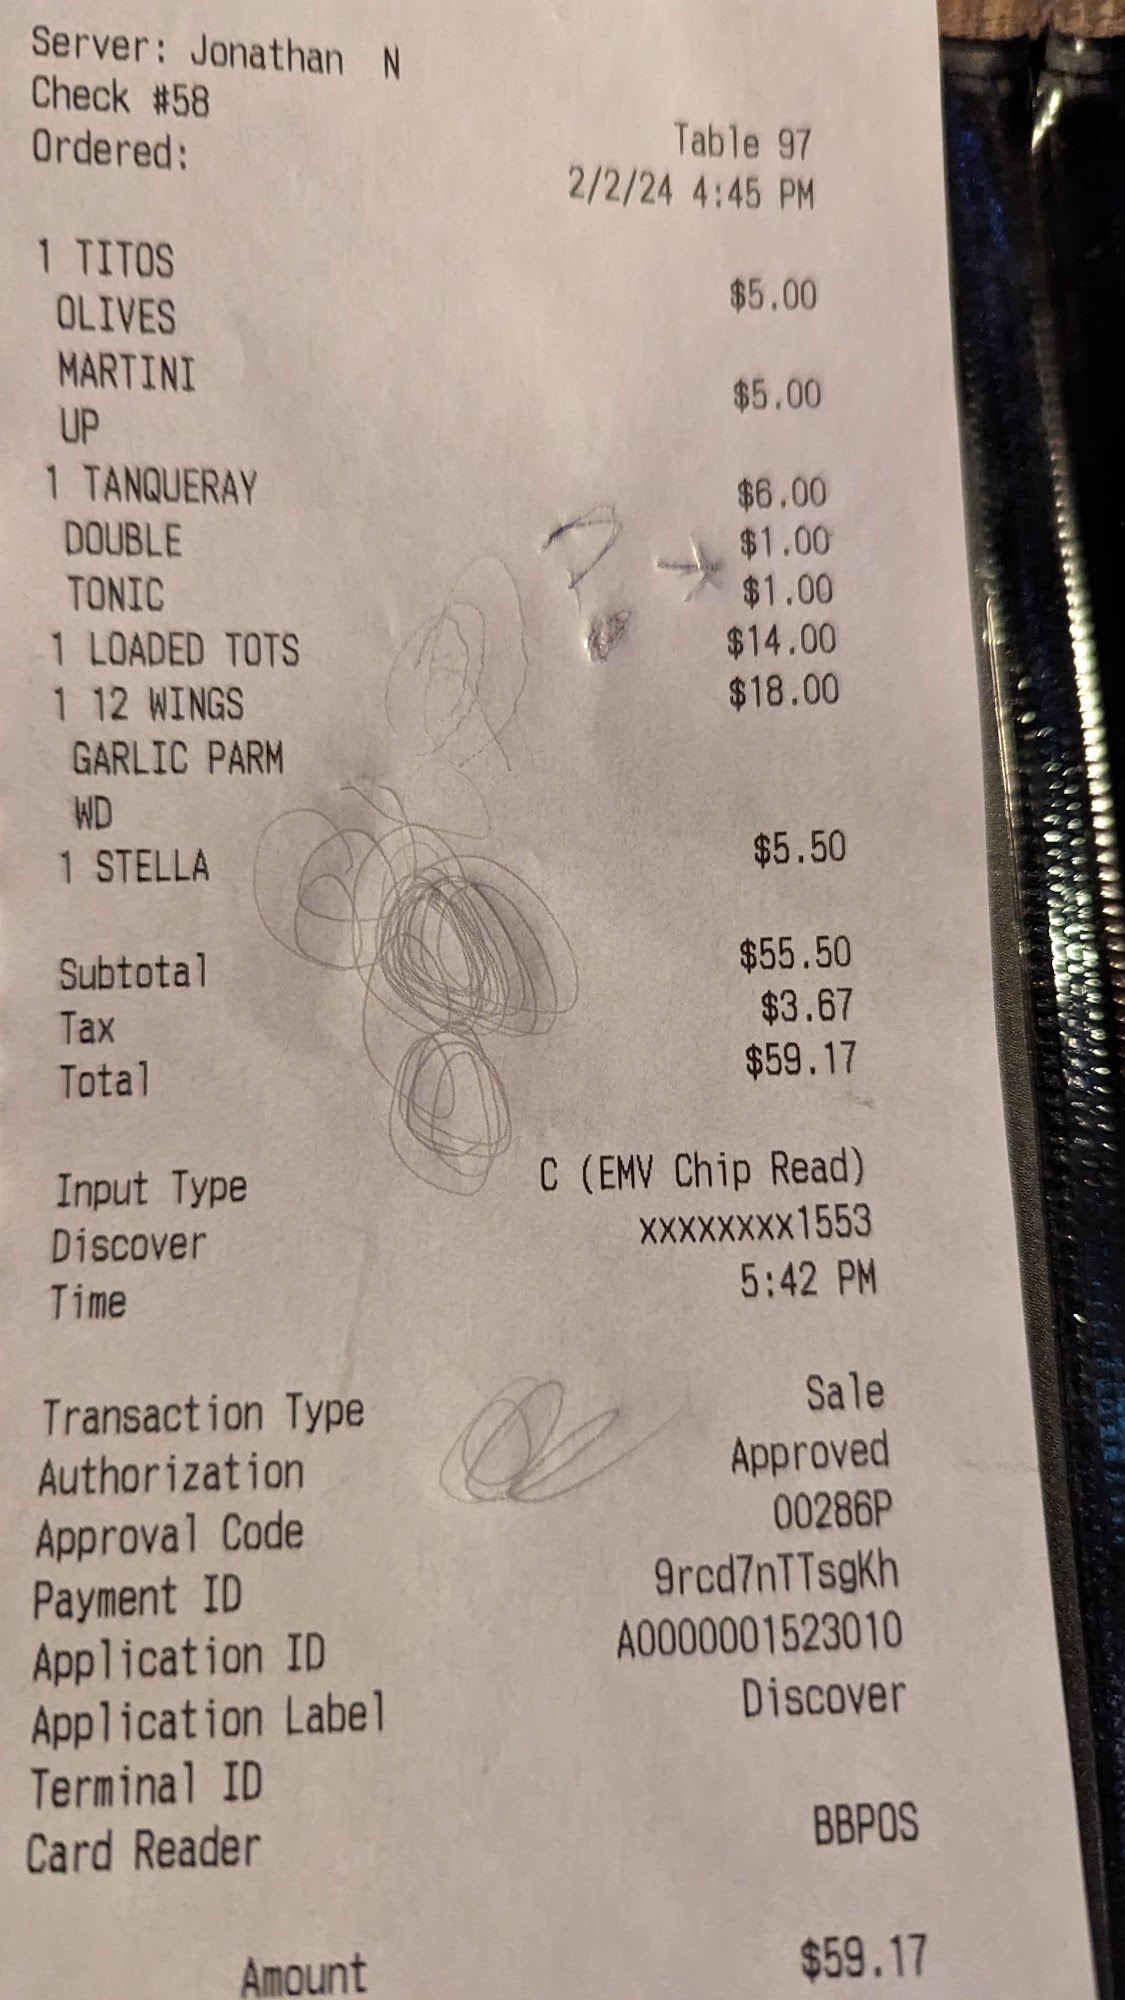 Server: Jonathan N
Check #58
Table 97
Ordered: 2/2/24 4:45 PM
1 TITOS $5.00
OLIVES
MARTINI $5.00
UP
1 TANQUERAY $6.00
DOUBLE $1.00
TONIC $1.00
1 LOADED TOTS $14.00
1 12 WINGS $18.00
GARLIC PARM
WD
1 STELLA $5.50
Subtotal $55.50
Tax $3.67
Total $59.17
Input Type C (EMV Chip Read)
Discover xxxxxxxx1553
Time 5:42 PM
Transaction Type Sale
Authorization Approved
Approval Code 00286P
Payment ID 9rcd7nTTsgKh
Application ID A0000001523010
Application Label Discover
Terminal ID
Card Reader BBPOS
Amount $59.17